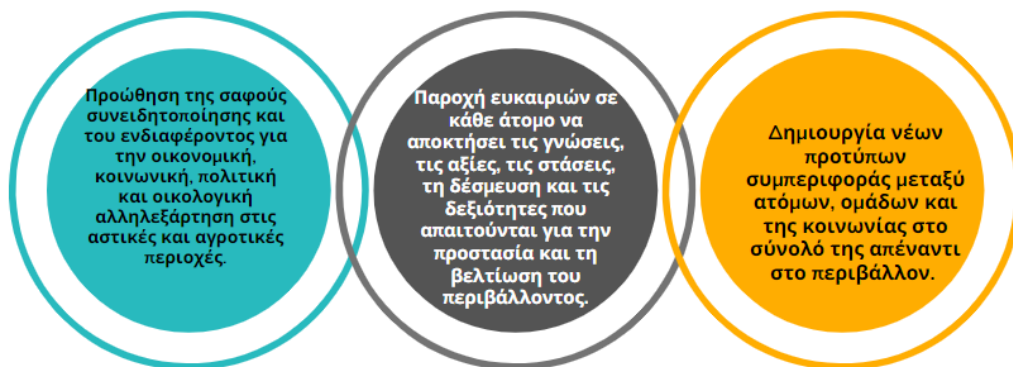 Προώθηση της σαφούς
συνειδητοποίησης και
του ενδιαφέροντος για
την οικονομική,
κοινωνική, πολιτική
και οικολογική
αλληλεξάρτηση στις
αστικές και αγροτικές
περιοχές.
Παροχή ευκαιριών σε
κάθε άτομο να
αποκτήσει τις γνώσεις,
τις αξίες, τις στάσεις,
τη δέσμευση και τις
δεξιότητες που
απαιτούνται για την
προστασία και τη
βελτίωση του
περιβάλλοντος.
Δημιουργία νέων
προτύπων
συμπεριφοράς μεταξύ
ατόμων, ομάδων και
της κοινωνίας στο
σύνολό της απέναντι
στο περιβάλλον.